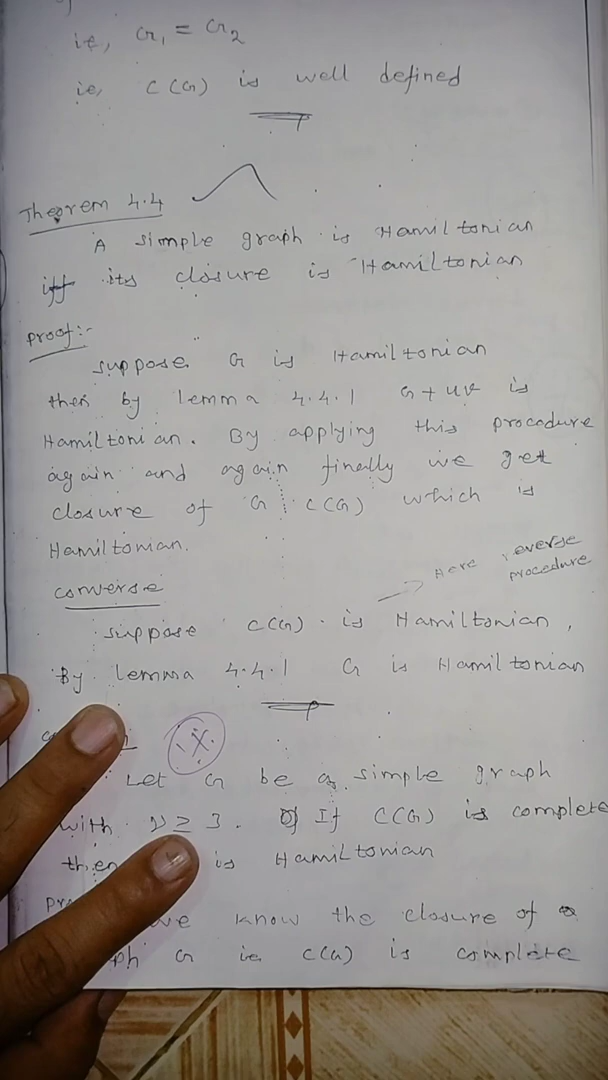 ie, G₁ = G₂
ie, C(G) is well defined
Theorem 4.4
A simple graph is Hamiltonian
iff its closure is Hamiltonian
proof:-
suppose G is Hamiltonian
then by lemma 4.4.1 G+uv is
Hamiltonian. By applying this procedure
again and again finally we get
closure of G C(G) which is
Hamiltonian.
Here reverse
procedure
converse
suppose C(G) is Hamiltonian,
By lemma 4.4.1 G is Hamiltonian
Let G be a simple graph
with ν ≥ 3. If C(G) is complete
then is Hamiltonian
we know the closure of
G ie C(G) is complete